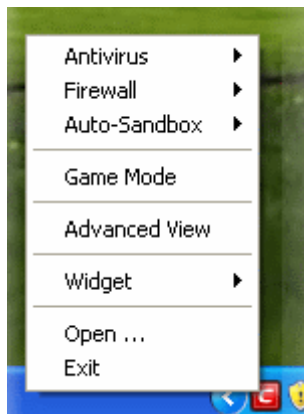 Antivirus
Firewall
Auto-Sandbox
Game Mode
Advanced View
Widget
Open ...
Exit
C